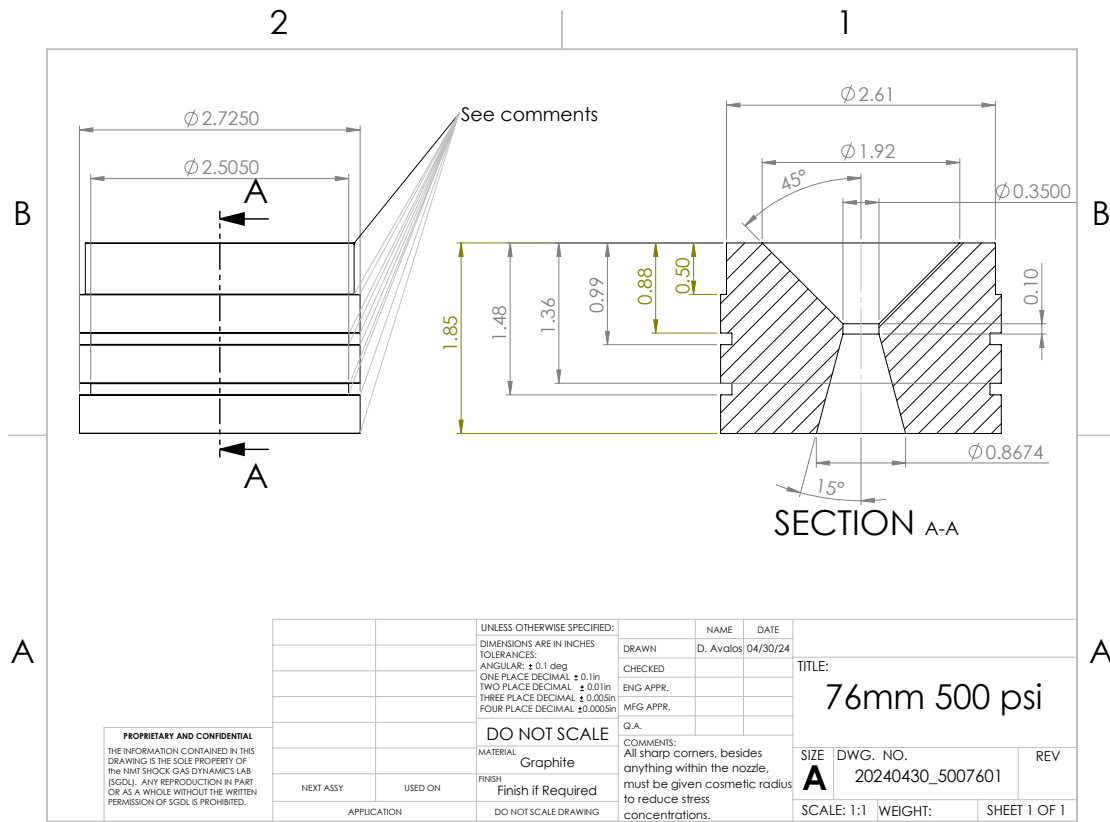 2
1
B
B
A
A
See comments
∅2.7250
∅2.5050
A
A
∅2.61
∅1.92
45°
∅0.3500
0.10
0.50
0.88
0.99
1.36
1.48
1.85
∅0.8674
15°
SECTION A-A
UNLESS OTHERWISE SPECIFIED:
DIMENSIONS ARE IN INCHES
TOLERANCES:
ANGULAR: ± 0.1 deg
ONE PLACE DECIMAL ± 0.1in
TWO PLACE DECIMAL ± 0.01in
THREE PLACE DECIMAL ± 0.005in
FOUR PLACE DECIMAL ±0.0005in
DO NOT SCALE
MATERIAL
Graphite
FINISH
Finish if Required
DO NOT SCALE DRAWING
NEXT ASSY
USED ON
APPLICATION
PROPRIETARY AND CONFIDENTIAL
THE INFORMATION CONTAINED IN THIS
DRAWING IS THE SOLE PROPERTY OF
the NMT SHOCK GAS DYNAMICS LAB
(SGDL). ANY REPRODUCTION IN PART
OR AS A WHOLE WITHOUT THE WRITTEN
PERMISSION OF SGDL IS PROHIBITED.
NAME
DATE
DRAWN
D. Avalos
04/30/24
CHECKED
ENG APPR.
MFG APPR.
Q.A.
COMMENTS:
All sharp corners, besides
anything within the nozzle,
must be given cosmetic radius
to reduce stress
concentrations.
TITLE:
76mm 500 psi
SIZE
A
DWG. NO.
20240430_5007601
REV
SCALE: 1:1
WEIGHT:
SHEET 1 OF 1